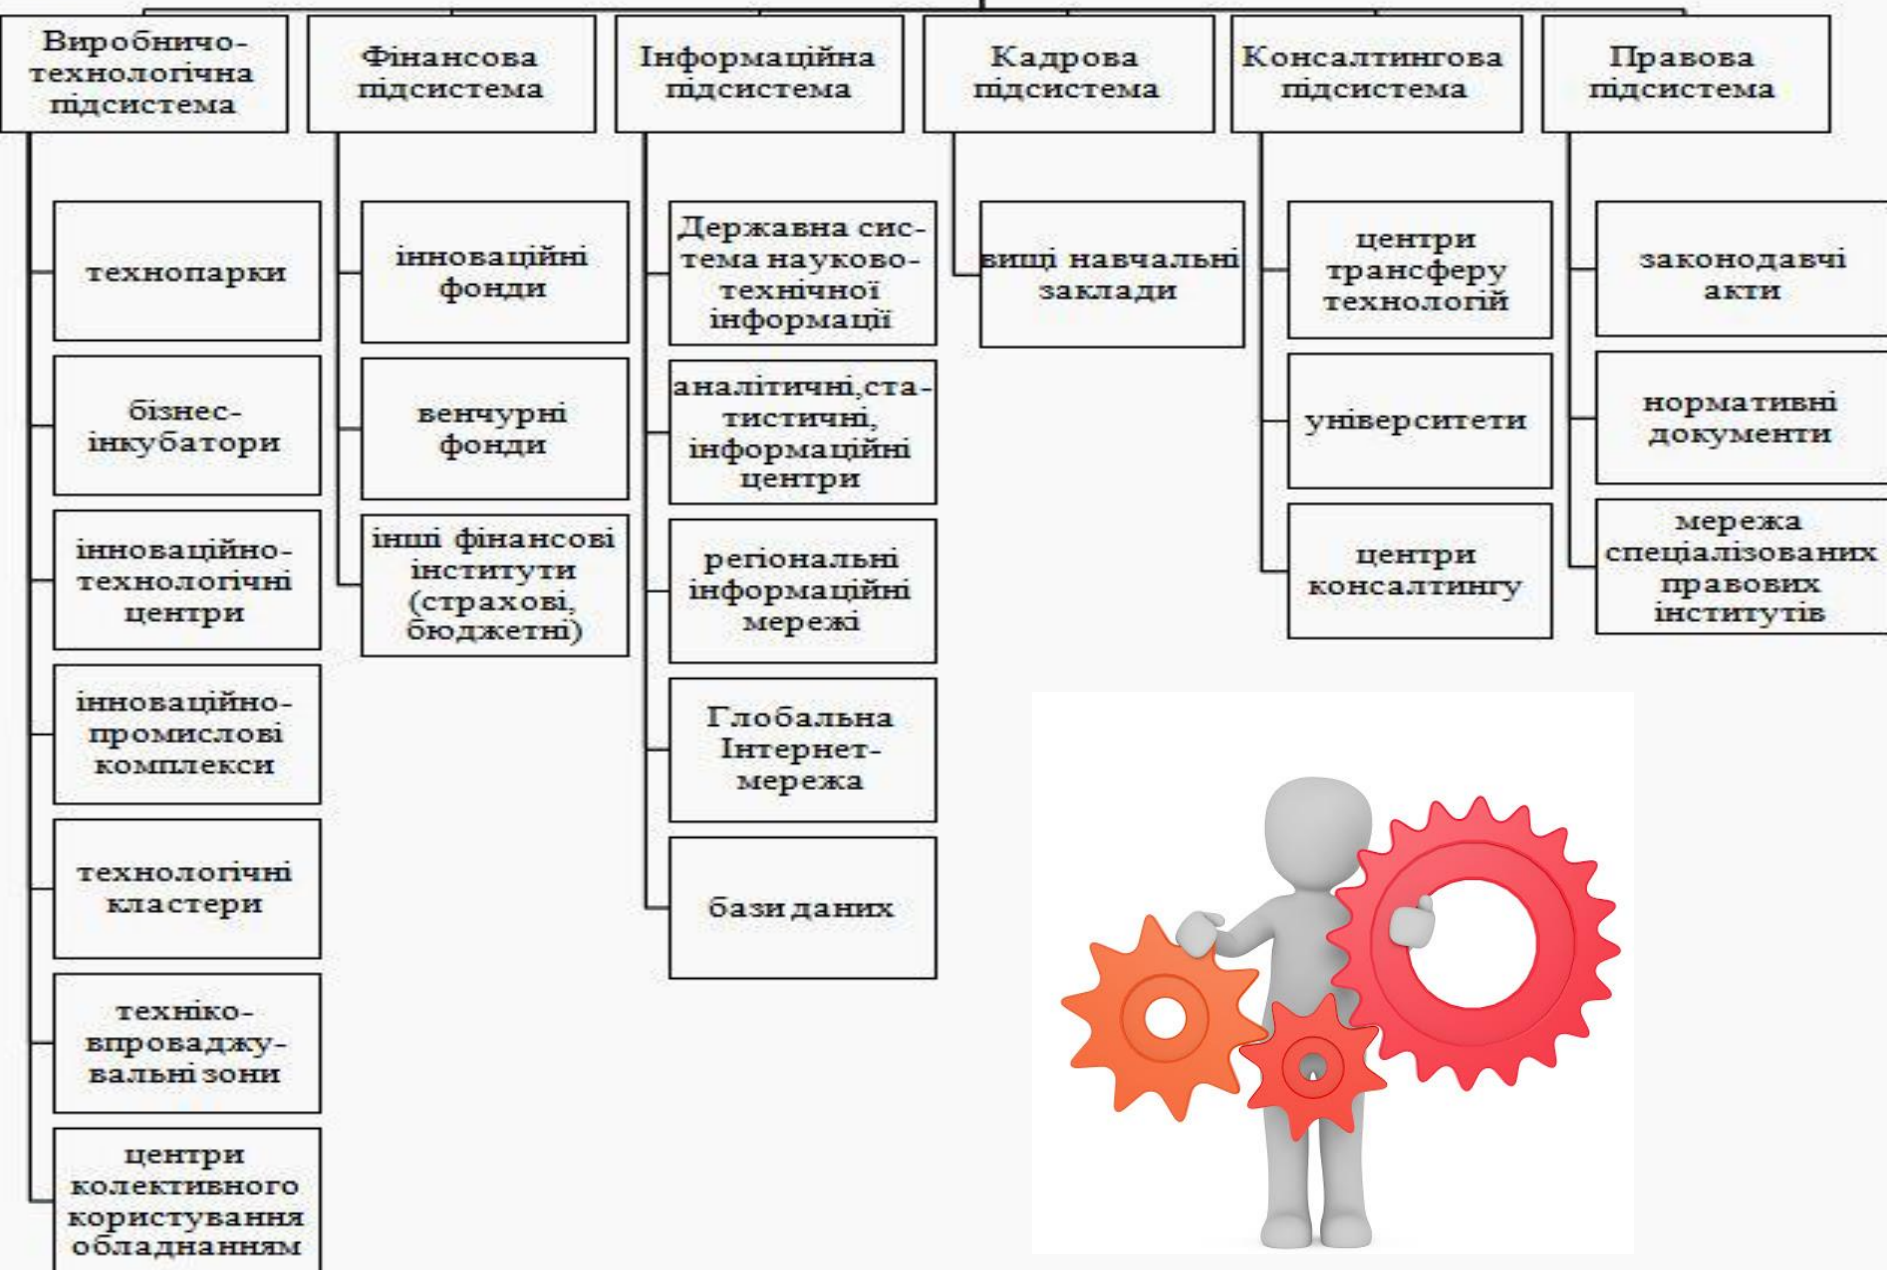 Виробничо-
технологічна
підсистема
Фінансова
підсистема
Інформаційна
підсистема
Кадрова
підсистема
Консалтингова
підсистема
Правова
підсистема
технопарки
бізнес-
інкубатори
інноваційно-
технологічні
центри
інноваційно-
промислові
комплекси
технологічні
кластери
техніко-
впроваджу-
вальні зони
центри
колективного
користування
обладнанням
інноваційні
фонди
венчурні
фонди
інші фінансові
інститути
(страхові,
бюджетні)
Державна сис-
тема науково-
технічної
інформації
аналітичні,ста-
тистичні,
інформаційні
центри
регіональні
інформаційні
мережі
Глобальна
Інтернет-
мережа
бази даних
вищі навчальні
заклади
центри
трансферу
технологій
університети
центри
консалтингу
законодавчі
акти
нормативні
документи
мережа
спеціалізованих
правових
інститутів